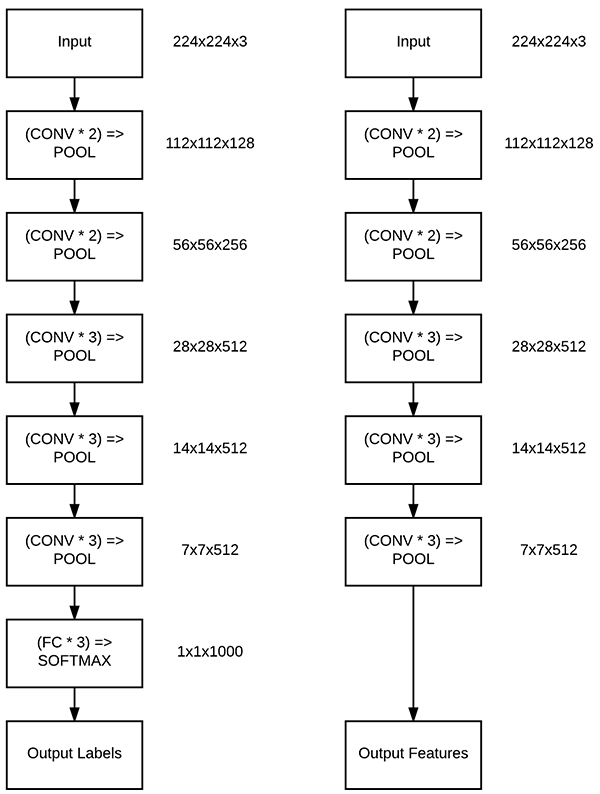 Input
224x224x3
(CONV * 2) =>
POOL
112x112x128
(CONV * 2) =>
POOL
56x56x256
(CONV * 3) =>
POOL
28x28x512
(CONV * 3) =>
POOL
14x14x512
(CONV * 3) =>
POOL
7x7x512
(FC * 3) =>
SOFTMAX
1x1x1000
Output Labels
Input
224x224x3
(CONV * 2) =>
POOL
112x112x128
(CONV * 2) =>
POOL
56x56x256
(CONV * 3) =>
POOL
28x28x512
(CONV * 3) =>
POOL
14x14x512
(CONV * 3) =>
POOL
7x7x512
Output Features